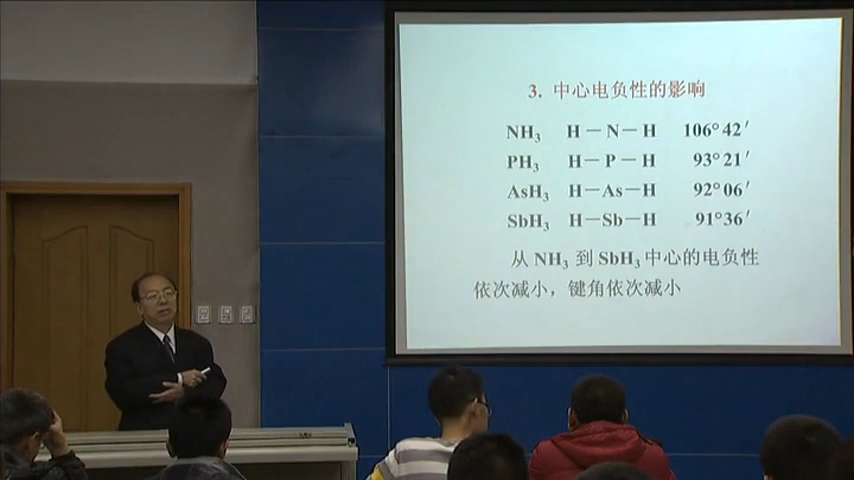 3. 中心电负性的影响
NH₃ H－N－H 106°42′
PH₃ H－P－H 93°21′
AsH₃ H－As－H 92°06′
SbH₃ H－Sb－H 91°36′
从 NH₃ 到 SbH₃ 中心的电负性
依次减小，键角依次减小